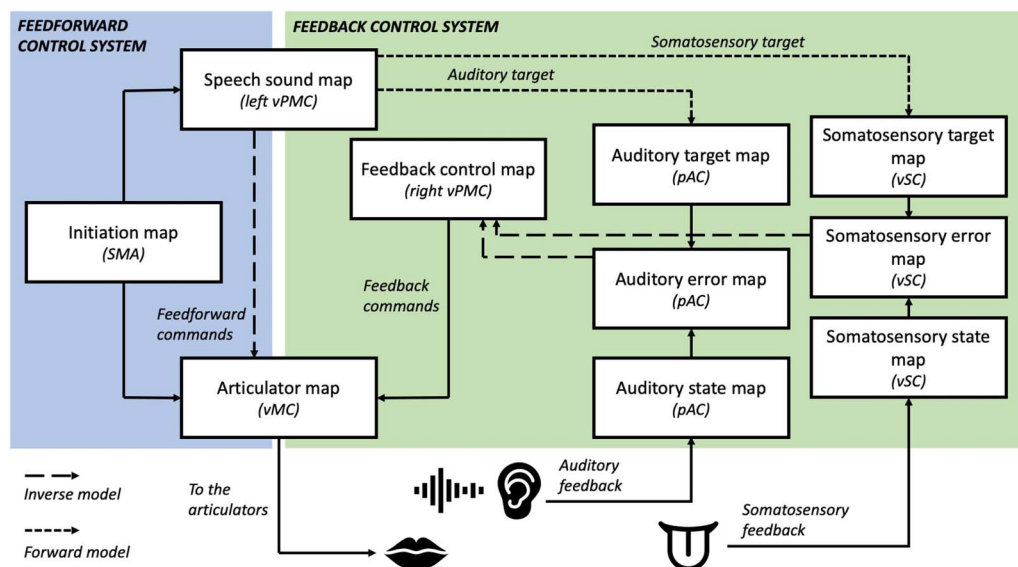 FEEDFORWARD
CONTROL SYSTEM
FEEDBACK CONTROL SYSTEM
Speech sound map
(left vPMC)
Somatosensory target
Auditory target
Feedback control map
(right vPMC)
Auditory target map
(pAC)
Somatosensory target
map
(vSC)
Initiation map
(SMA)
Somatosensory error
map
(vSC)
Auditory error map
(pAC)
Feedforward
commands
Feedback
commands
Somatosensory state
map
(vSC)
Articulator map
(vMC)
Auditory state map
(pAC)
Inverse model
Forward model
To the
articulators
Auditory
feedback
Somatosensory
feedback